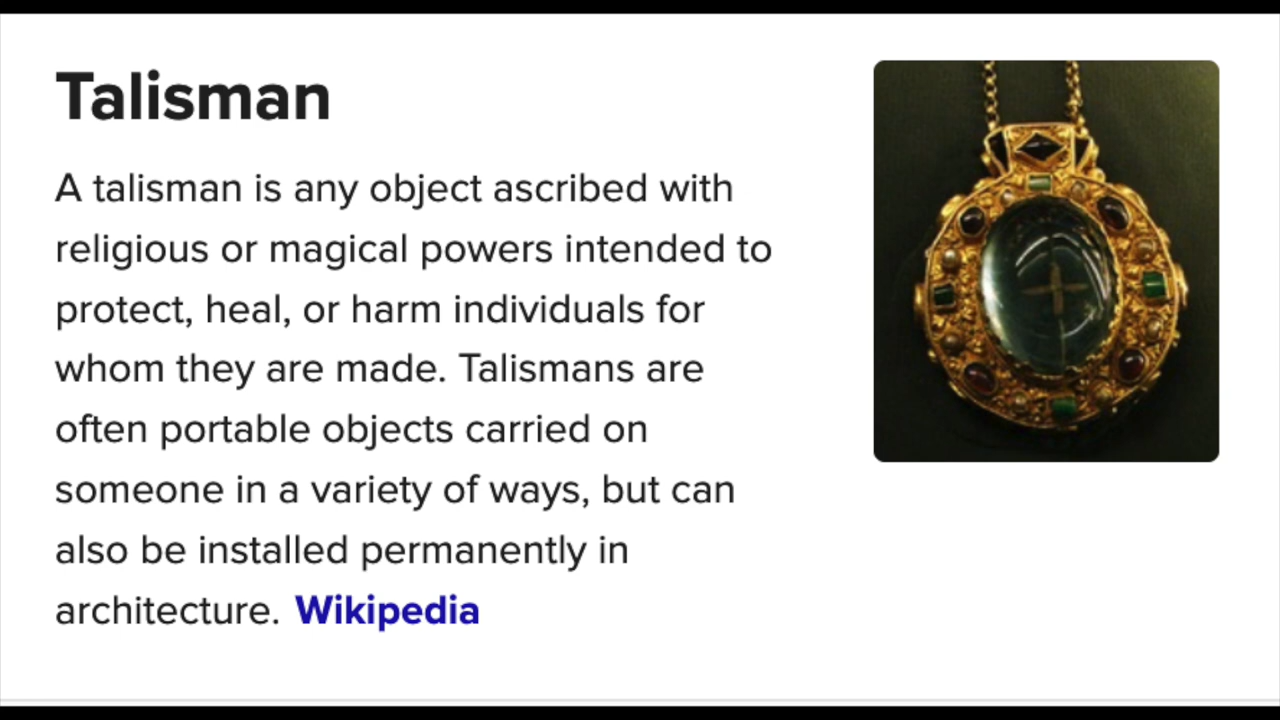 Talisman
A talisman is any object ascribed with
religious or magical powers intended to
protect, heal, or harm individuals for
whom they are made. Talismans are
often portable objects carried on
someone in a variety of ways, but can
also be installed permanently in
architecture. Wikipedia